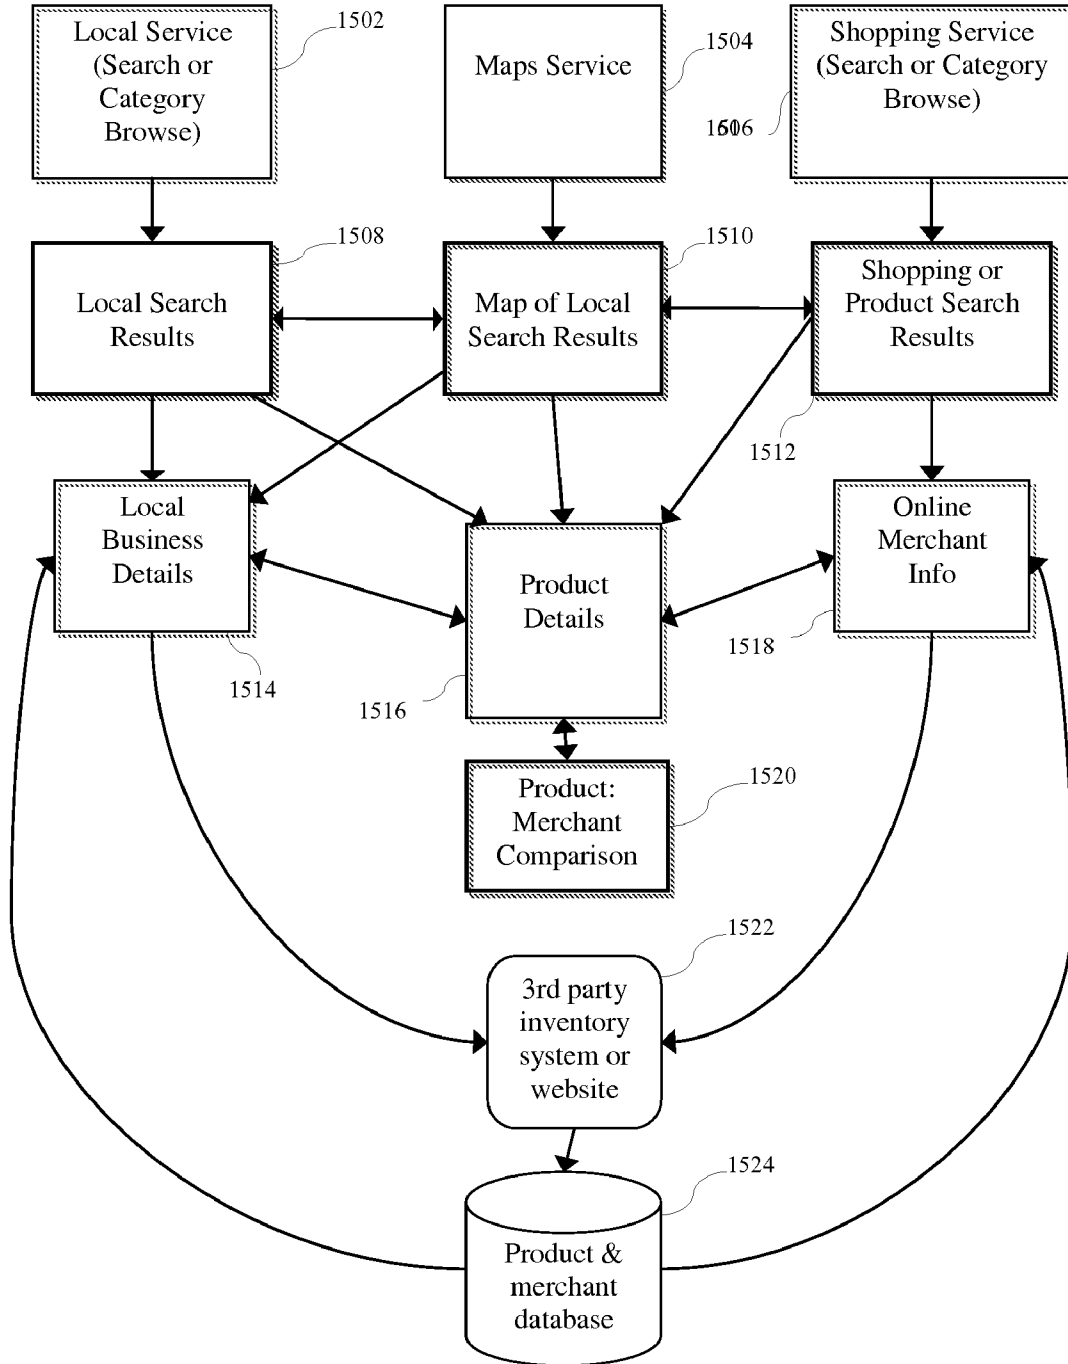 Local Service
(Search or
Category
Browse)
1502
Maps Service
1504
Shopping Service
(Search or Category
Browse)
Local Search
Results
1508
Map of Local
Search Results
1510
Shopping or
Product Search
Results
1512
Local
Business
Details
1514
Product
Details
1516
Online
Merchant
Info
1518
Product:
Merchant
Comparison
1520
3rd party
inventory
system or
website
1522
Product &
merchant
database
1524